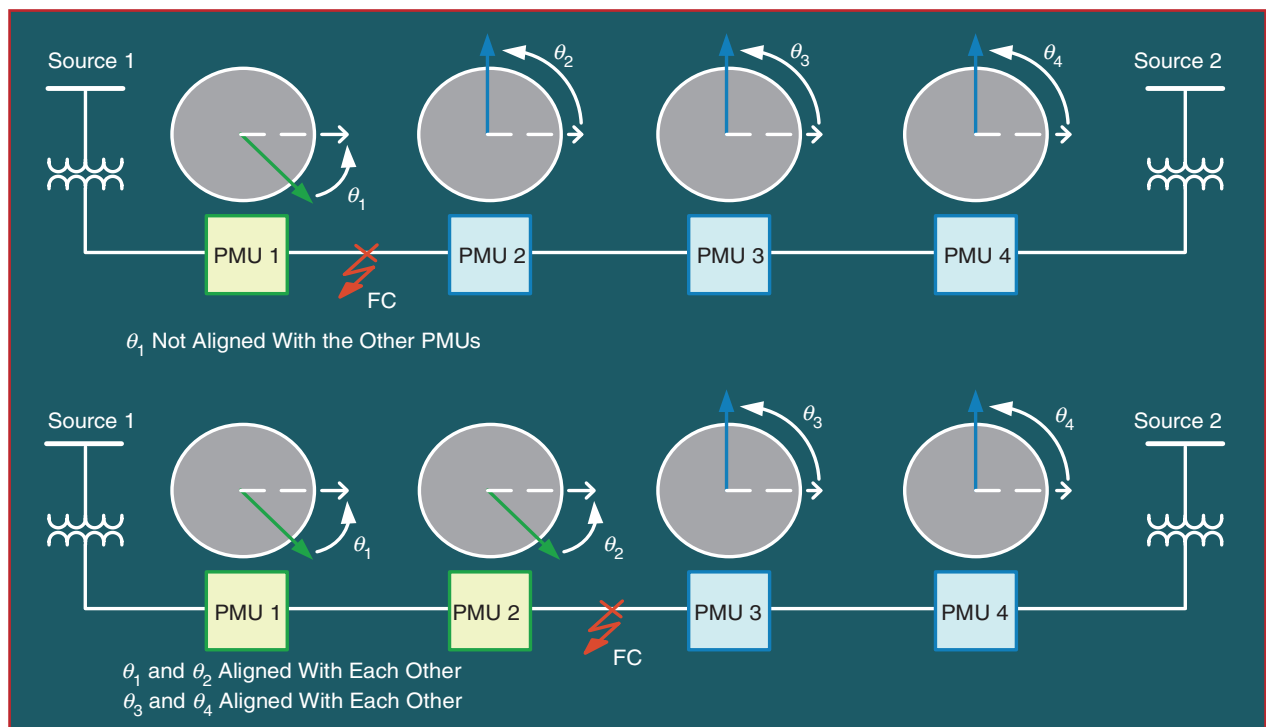 Source 1
θ2
θ3
θ4
Source 2
θ1
PMU 1
PMU 2
PMU 3
PMU 4
FC
θ1 Not Aligned With the Other PMUs
Source 1
θ3
θ4
Source 2
θ1
θ2
PMU 1
PMU 2
PMU 3
PMU 4
FC
θ1 and θ2 Aligned With Each Other
θ3 and θ4 Aligned With Each Other